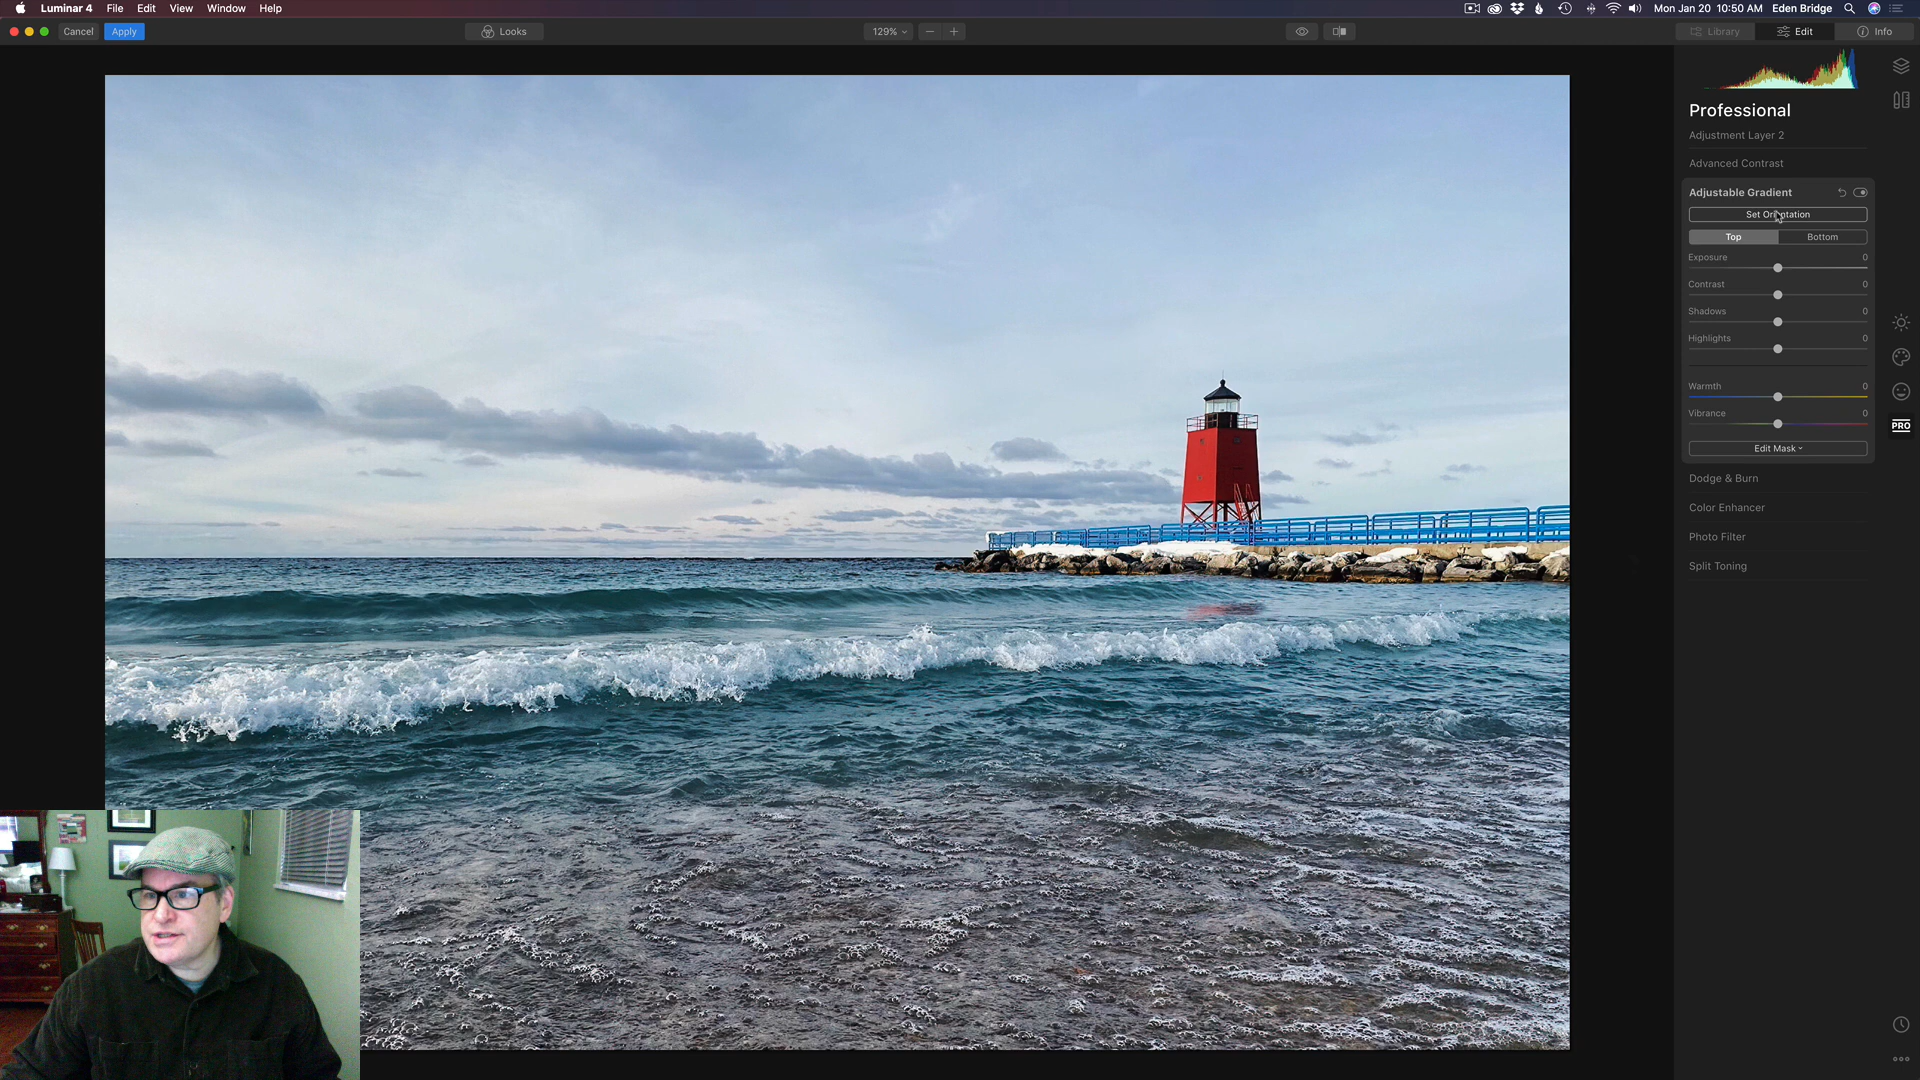 Luminar 4 File Edit View Window Help Mon Jan 20 10:50 AM Eden Bridge
Cancel Apply Looks 129% Library Edit Info
Professional
Adjustment Layer 2
Advanced Contrast
Adjustable Gradient
Set Orientation
Top Bottom
Exposure 0
Contrast 0
Shadows 0
Highlights 0
Warmth 0
Vibrance 0
Edit Mask
PRO
Dodge & Burn
Color Enhancer
Photo Filter
Split Toning